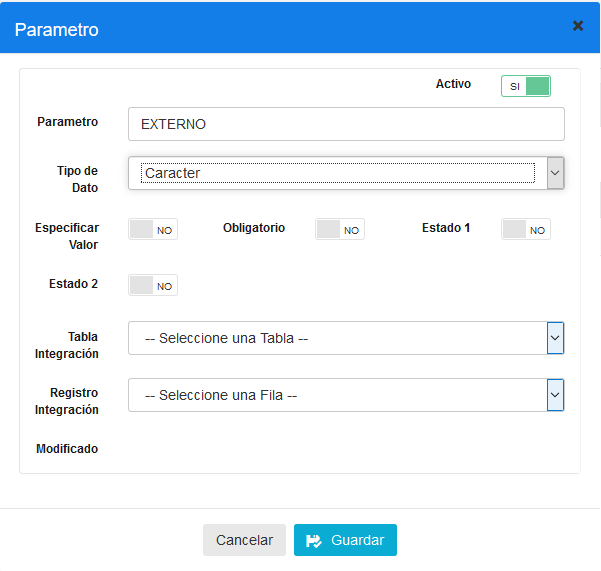 Parametro
Activo SI
Parametro EXTERNO
Tipo de
Dato
Caracter
Especificar
Valor
NO
Obligatorio NO
Estado 1 NO
Estado 2 NO
Tabla
Integración
-- Seleccione una Tabla --
Registro
Integración
-- Seleccione una Fila --
Modificado
Cancelar
Guardar